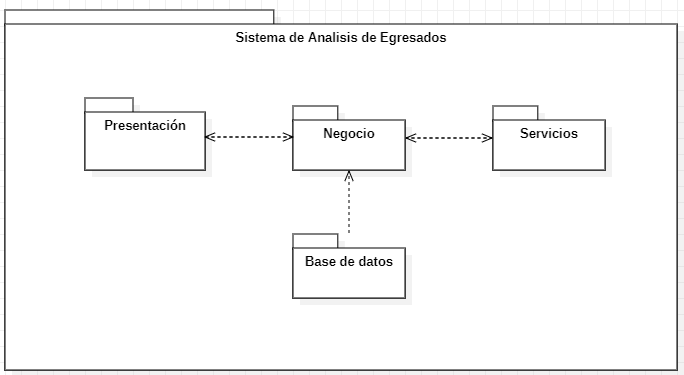 Sistema de Analisis de Egresados
Presentación
Negocio
Servicios
Base de datos